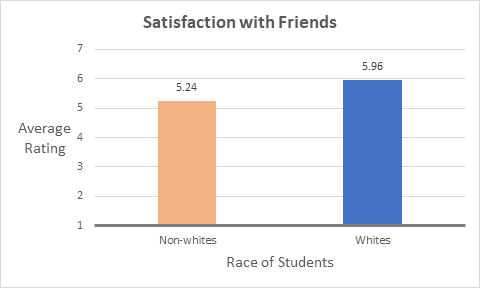 Satisfaction with Friends
7
6
5
4
3
2
1
Average
Rating
5.24
5.96
Non-whites
Whites
Race of Students